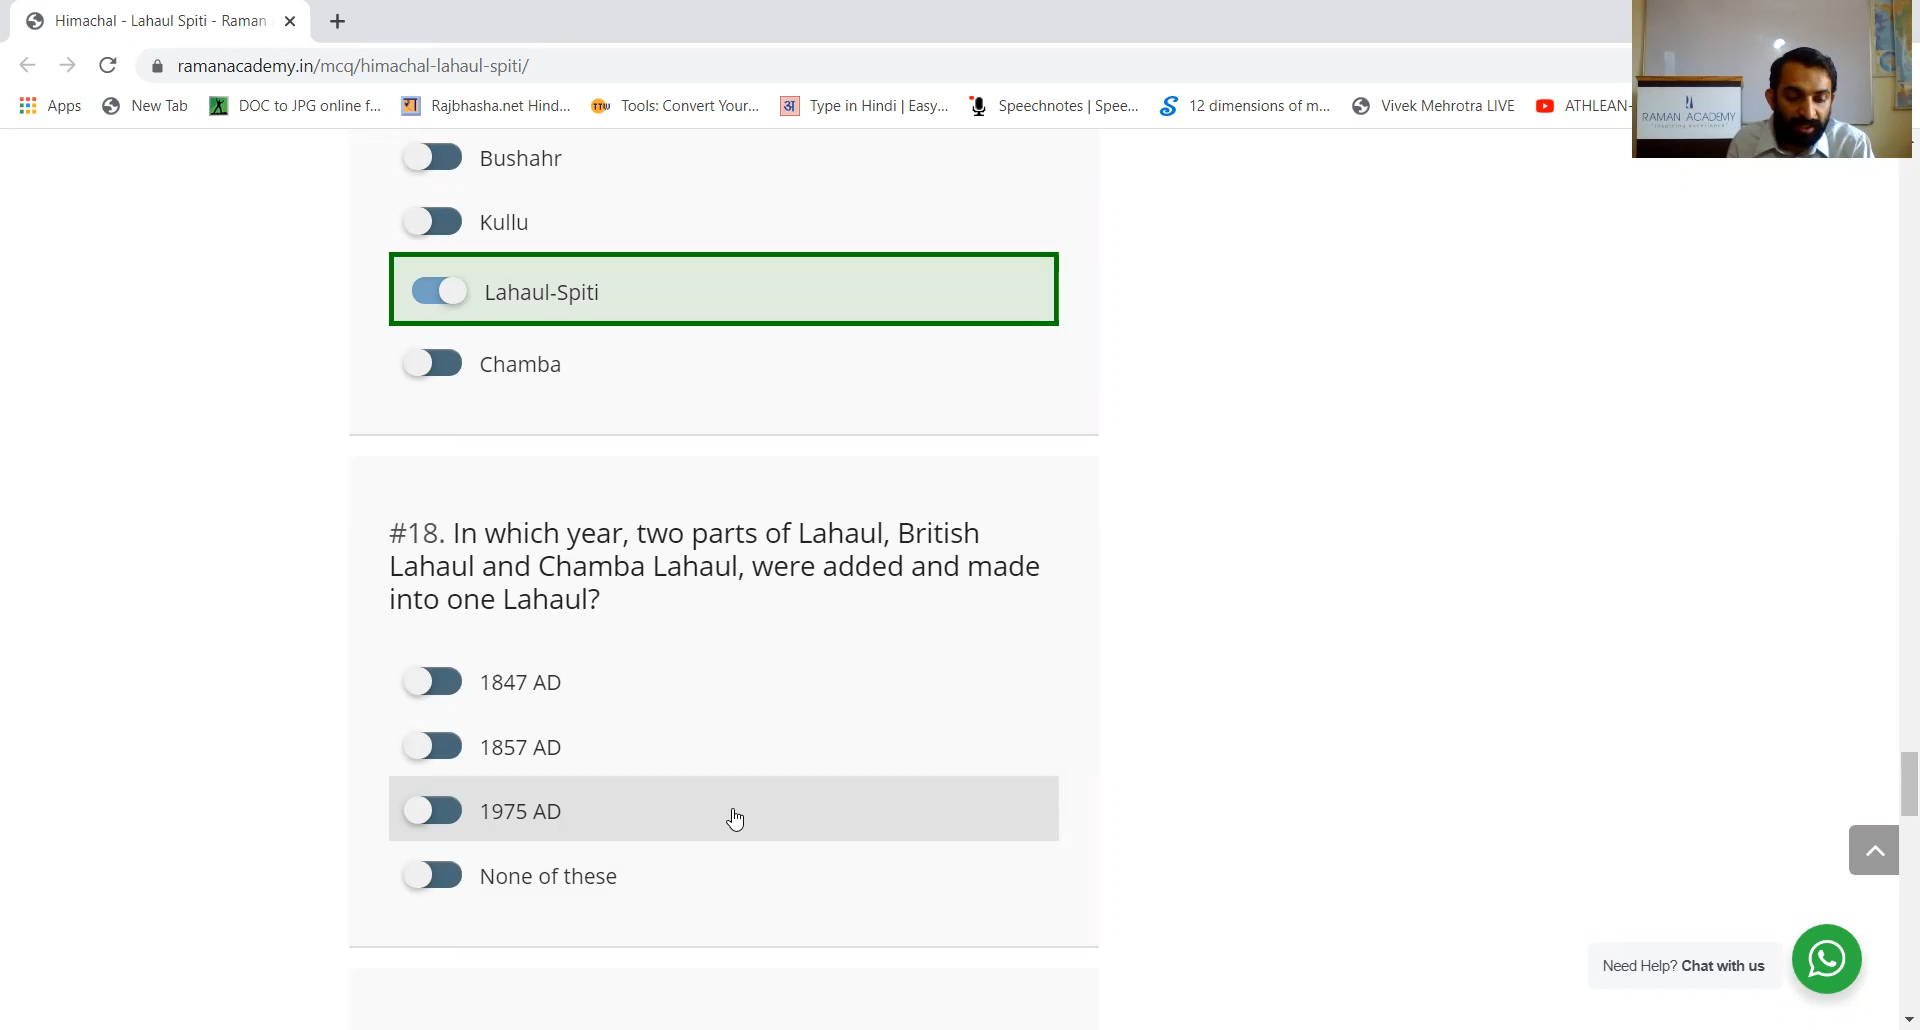 Himachal - Lahaul Spiti - Raman
ramanacademy.in/mcq/himachal-lahaul-spiti/
Apps
New Tab
DOC to JPG online f...
Rajbhasha.net Hind...
TTW
Tools: Convert Your...
अ
Type in Hindi | Easy...
Speechnotes | Spee...
12 dimensions of m...
Vivek Mehrotra LIVE
ATHLEAN-
RAMAN ACADEMY
"inspiring excellence"
Bushahr
Kullu
Lahaul-Spiti
Chamba
#18. In which year, two parts of Lahaul, British
Lahaul and Chamba Lahaul, were added and made
into one Lahaul?
1847 AD
1857 AD
1975 AD
None of these
Need Help? Chat with us